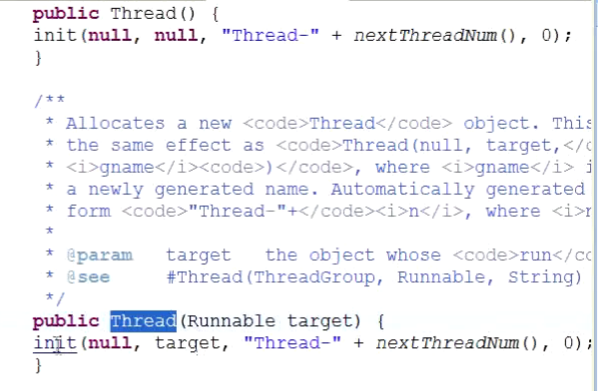 public Thread() {
init(null, null, "Thread-" + nextThreadNum(), 0);
}
/**
* Allocates a new <code>Thread</code> object. This
* the same effect as <code>Thread(null, target,</
* <i>gname</i><code>)</code>, where <i>gname</i>
* a newly generated name. Automatically generated
* form <code>"Thread-"+</code><i>n</i>, where <i>
*
* @param target the object whose <code>run</
* @see #Thread(ThreadGroup, Runnable, String)
*/
public Thread(Runnable target) {
init(null, target, "Thread-" + nextThreadNum(), 0);
}